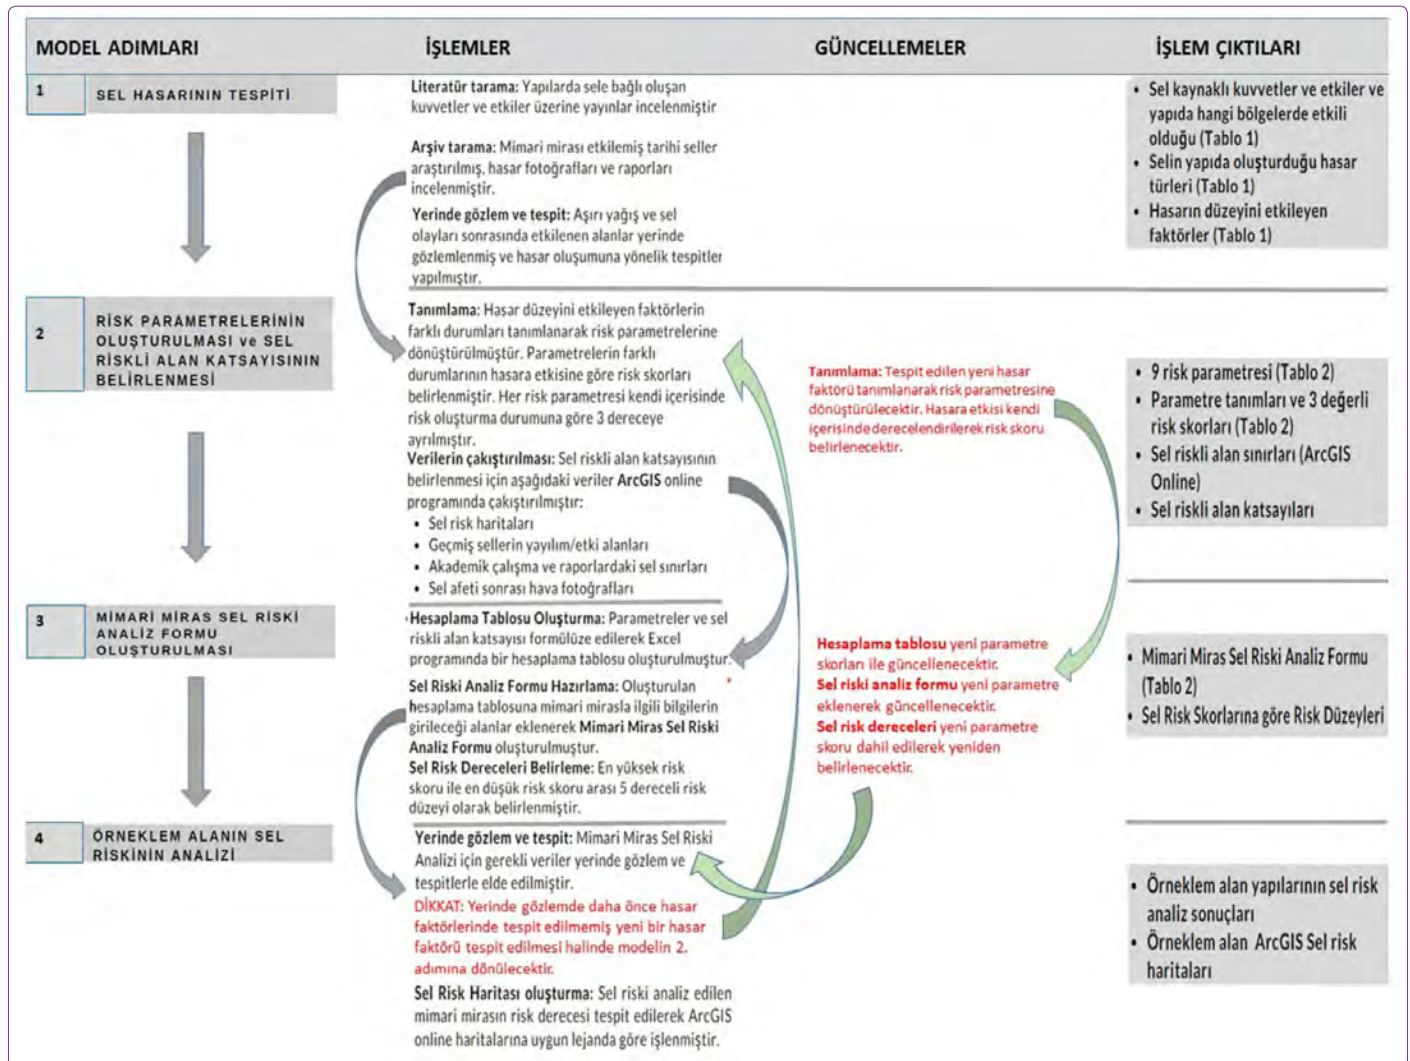 MODEL ADIMLARI
İŞLEMLER
GÜNCELLEMELER
İŞLEM ÇIKTILARI
1
SEL HASARININ TESPİTİ
Literatür tarama: Yapılarda sele bağlı oluşan
kuvvetler ve etkiler üzerine yayınlar incelenmiştir
Arşiv tarama: Mimari mirası etkilemiş tarihi seller
araştırılmış, hasar fotoğrafları ve raporları
incelenmiştir.
Yerinde gözlem ve tespit: Aşırı yağış ve sel
olayları sonrasında etkilenen alanlar yerinde
gözlemlenmiş ve hasar oluşumuna yönelik tespitler
yapılmıştır.
• Sel kaynaklı kuvvetler ve etkiler ve
yapıda hangi bölgelerde etkili
olduğu (Tablo 1)
• Selin yapıda oluşturduğu hasar
türleri (Tablo 1)
• Hasarın düzeyini etkileyen
faktörler (Tablo 1)
2
RİSK PARAMETRELERİNİN
OLUŞTURULMASI ve SEL
RİSKLİ ALAN KATSAYISININ
BELİRLENMESİ
Tanımlama: Hasar düzeyini etkileyen faktörlerin
farklı durumları tanımlanarak risk parametrelerine
dönüştürülmüştür. Parametrelerin farklı
durumlarının hasara etkisine göre risk skorları
belirlenmiştir. Her risk parametresi kendi içerisinde
risk oluşturma durumuna göre 3 dereceye
ayrılmıştır.
Verilerin çakıştırılması: Sel riskli alan katsayısının
belirlenmesi için aşağıdaki veriler ArcGIS online
programında çakıştırılmıştır:
• Sel risk haritaları
• Geçmiş sellerin yayılım/etki alanları
• Akademik çalışma ve raporlardaki sel sınırları
• Sel afeti sonrası hava fotoğrafları
Tanımlama: Tespit edilen yeni hasar
faktörü tanımlanarak risk parametresine
dönüştürülecektir. Hasara etkisi kendi
içerisinde derecelendirilerek risk skoru
belirlenecektir.
• 9 risk parametresi (Tablo 2)
• Parametre tanımları ve 3 değerli
risk skorları (Tablo 2)
• Sel riskli alan sınırları (ArcGIS
Online)
• Sel riskli alan katsayıları
3
MİMARİ MİRAS SEL RİSKİ
ANALİZ FORMU
OLUŞTURULMASI
Hesaplama Tablosu Oluşturma: Parametreler ve sel
riskli alan katsayısı formülüze edilerek Excel
programında bir hesaplama tablosu oluşturulmuştur.
Sel Riski Analiz Formu Hazırlama: Oluşturulan
hesaplama tablosuna mimari mirasla ilgili bilgilerin
girileceği alanlar eklenerek Mimari Miras Sel Riski
Analiz Formu oluşturulmuştur.
Sel Risk Dereceleri Belirleme: En yüksek risk
skoru ile en düşük risk skoru arası 5 dereceli risk
düzeyi olarak belirlenmiştir.
Hesaplama tablosu yeni parametre
skorları ile güncellenecektir.
Sel riski analiz formu yeni parametre
eklenerek güncellenecektir.
Sel risk dereceleri yeni parametre
skoru dahil edilerek yeniden
belirlenecektir.
• Mimari Miras Sel Riski Analiz Formu
(Tablo 2)
• Sel Risk Skorlarına göre Risk Düzeyleri
4
ÖRNEKLEM ALANIN SEL
RİSKİNİN ANALİZİ
Yerinde gözlem ve tespit: Mimari Miras Sel Riski
Analizi için gerekli veriler yerinde gözlem ve
tespitlerle elde edilmiştir.
DİKKAT: Yerinde gözlemde daha önce hasar
faktörlerinde tespit edilmemiş yeni bir hasar
faktörü tespit edilmesi halinde modelin 2.
adımına dönülecektir.
Sel Risk Haritası oluşturma: Sel riski analiz edilen
mimari mirasın risk derecesi tespit edilerek ArcGIS
online haritalarına uygun lejanda göre işlenmiştir.
• Örneklem alan yapılarının sel risk
analiz sonuçları
• Örneklem alan ArcGIS Sel risk
haritaları